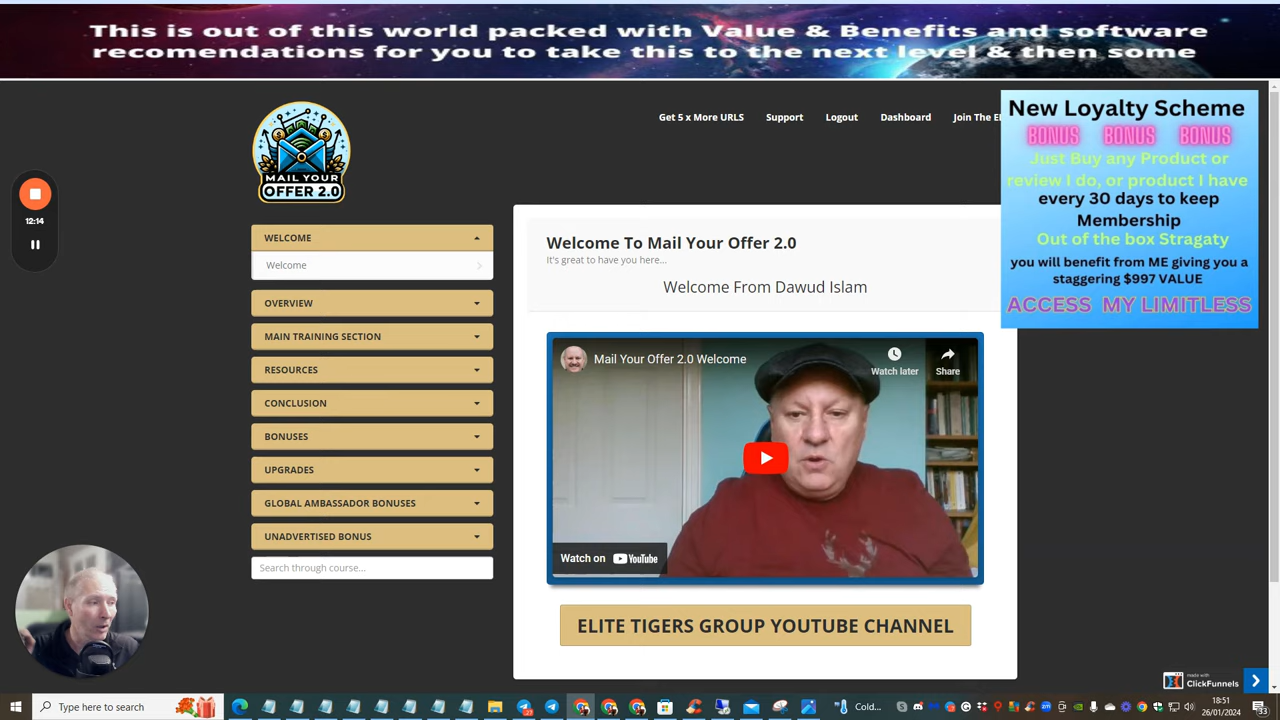 This is out of this world packed with Value & Benefits and software
recomendations for you to take this to the next level & then some
MAIL YOUR
OFFER 2.0
Get 5 x More URLS
Support
Logout
Dashboard
Join The El
New Loyalty Scheme
BONUS BONUS BONUS
Just Buy any Product or
review I do, or product I have
every 30 days to keep
Membership
Out of the box Stragaty
you will benefit from ME giving you a
staggering $997 VALUE
ACCESS MY LIMITLESS
12:14
WELCOME
Welcome
OVERVIEW
MAIN TRAINING SECTION
RESOURCES
CONCLUSION
BONUSES
UPGRADES
GLOBAL AMBASSADOR BONUSES
UNADVERTISED BONUS
Search through course...
Welcome To Mail Your Offer 2.0
It's great to have you here...
Welcome From Dawud Islam
Mail Your Offer 2.0 Welcome
Watch later
Share
Watch on YouTube
ELITE TIGERS GROUP YOUTUBE CHANNEL
made with
ClickFunnels
Type here to search
Cold...
18:51
26/01/2024